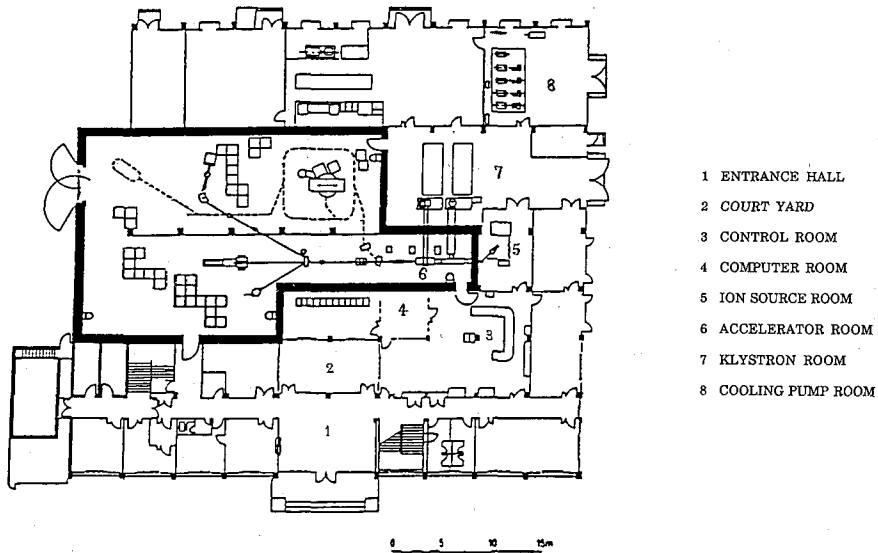 8
7
5
6
4
3
2
1
1 ENTRANCE HALL
2 COURT YARD
3 CONTROL ROOM
4 COMPUTER ROOM
5 ION SOURCE ROOM
6 ACCELERATOR ROOM
7 KLYSTRON ROOM
8 COOLING PUMP ROOM
0 5 10 15m